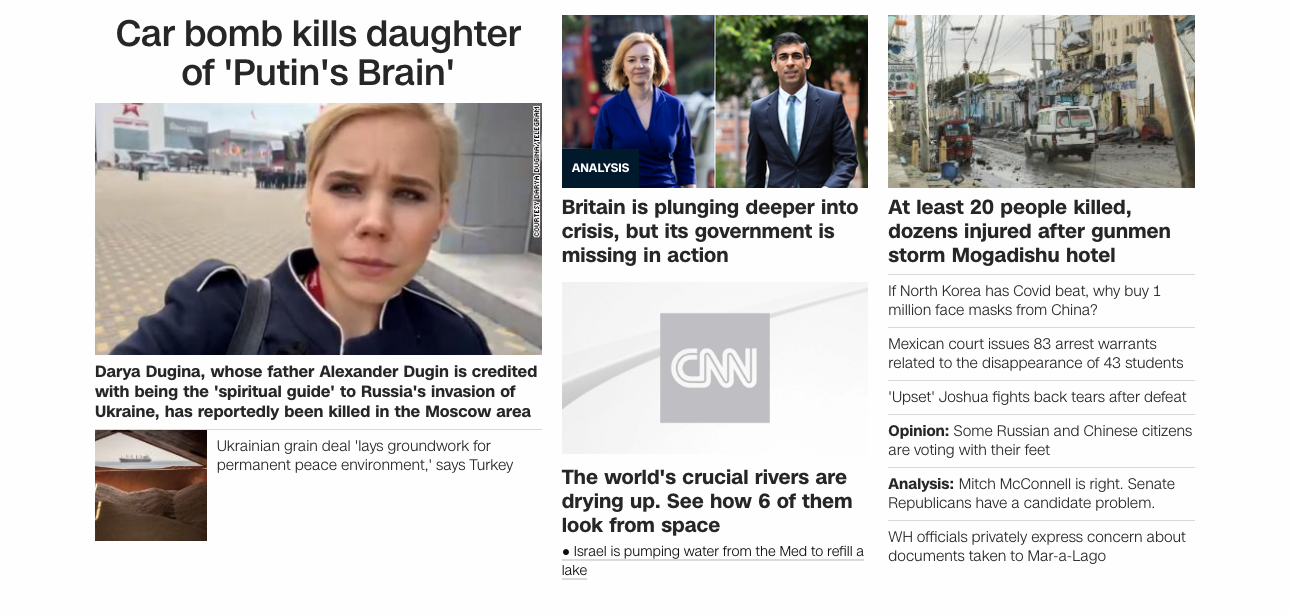 Car bomb kills daughter
of 'Putin's Brain'
COURTESY DARYA DUGINA/TELEGRAM
Darya Dugina, whose father Alexander Dugin is credited
with being the 'spiritual guide' to Russia's invasion of
Ukraine, has reportedly been killed in the Moscow area
Ukrainian grain deal 'lays groundwork for
permanent peace environment,' says Turkey
ANALYSIS
Britain is plunging deeper into
crisis, but its government is
missing in action
CNN
The world's crucial rivers are
drying up. See how 6 of them
look from space
● Israel is pumping water from the Med to refill a
lake
At least 20 people killed,
dozens injured after gunmen
storm Mogadishu hotel
If North Korea has Covid beat, why buy 1
million face masks from China?
Mexican court issues 83 arrest warrants
related to the disappearance of 43 students
'Upset' Joshua fights back tears after defeat
Opinion: Some Russian and Chinese citizens
are voting with their feet
Analysis: Mitch McConnell is right. Senate
Republicans have a candidate problem.
WH officials privately express concern about
documents taken to Mar-a-Lago